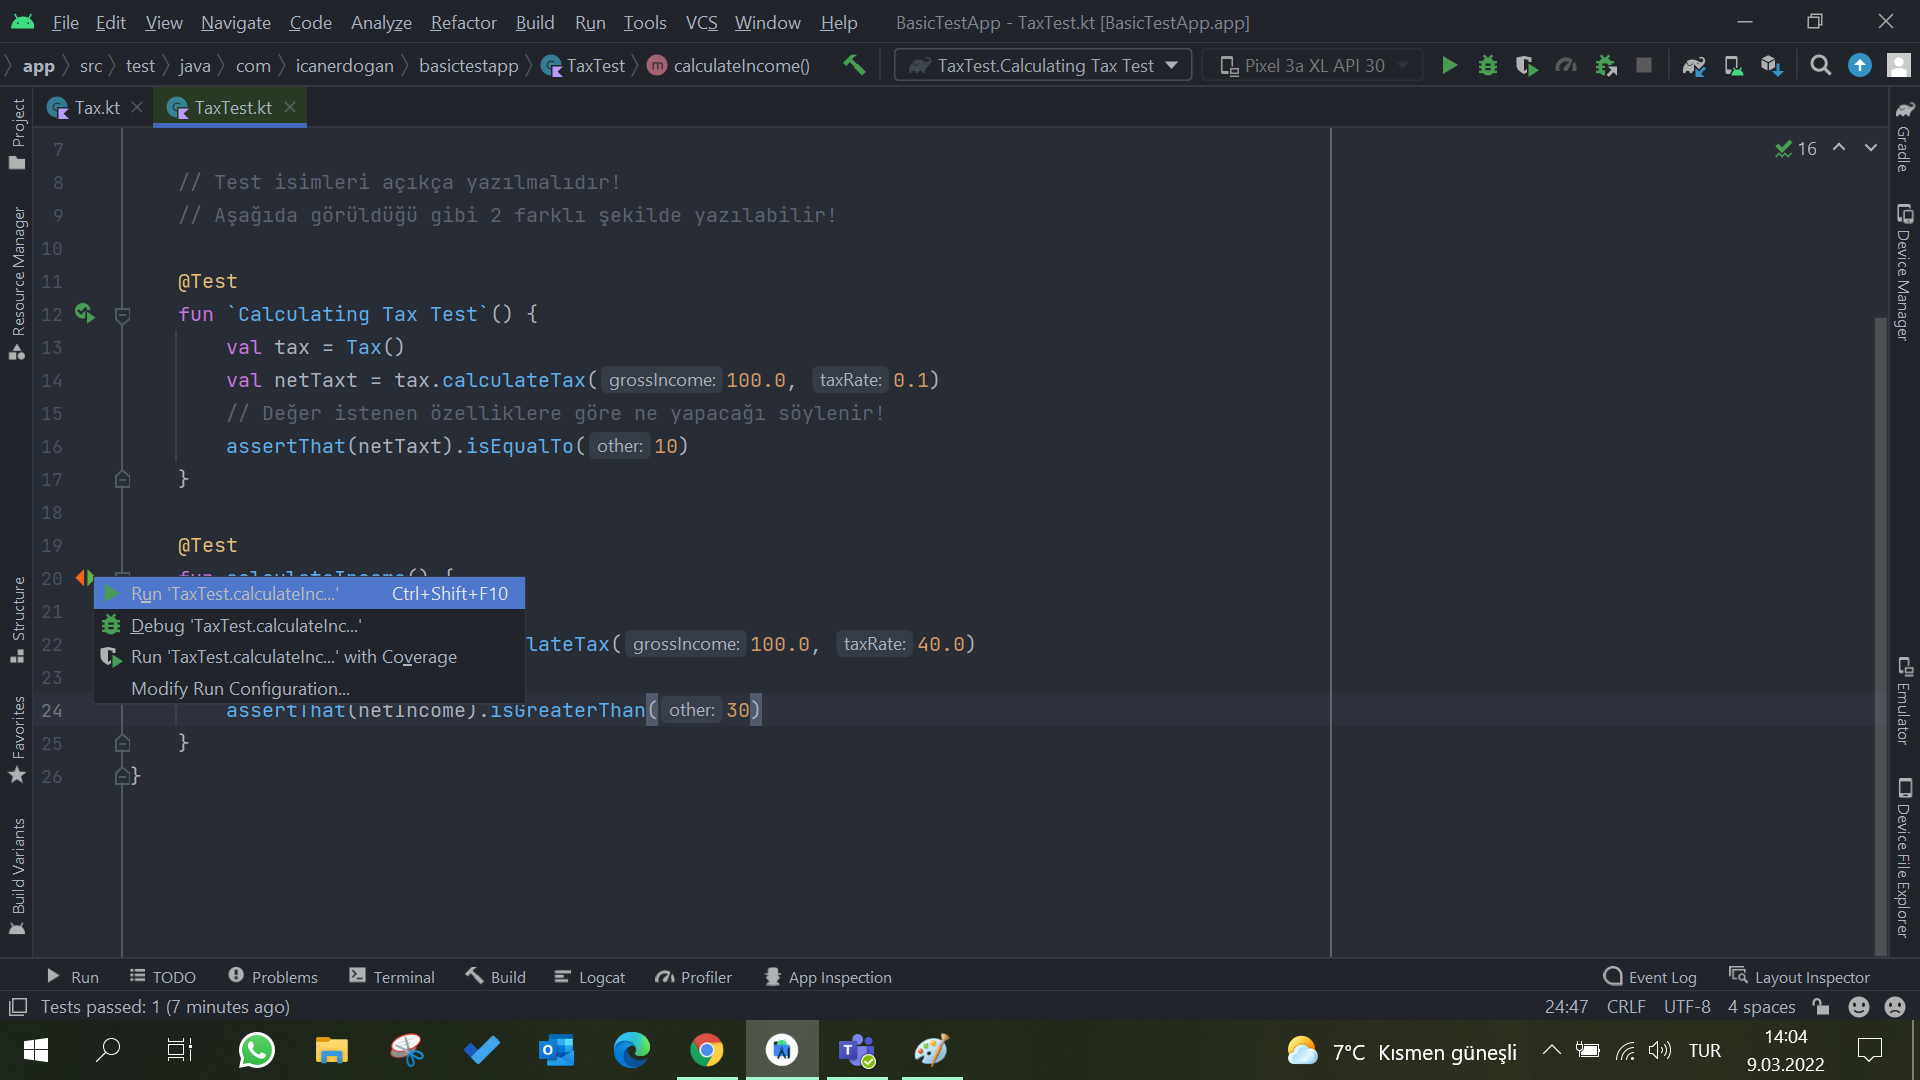 File Edit View Navigate Code Analyze Refactor Build Run Tools VCS Window Help BasicTestApp - TaxTest.kt [BasicTestApp.app]
app src test java com icanerdogan basictestapp TaxTest m calculateIncome() TaxTest.Calculating Tax Test Pixel 3a XL API 30
Tax.kt TaxTest.kt
7
16
8 // Test isimleri açıkça yazılmalıdır!
9 // Aşağıda görüldüğü gibi 2 farklı şekilde yazılabilir!
10
11 @Test
12 fun `Calculating Tax Test`() {
13 val tax = Tax()
14 val netTaxt = tax.calculateTax( grossIncome: 100.0, taxRate: 0.1)
15 // Değer istenen özelliklere göre ne yapacağı söylenir!
16 assertThat(netTaxt).isEqualTo( other: 10)
17 }
18
19 @Test
20 fun calculateIncome() {
Run 'TaxTest.calculateInc...' Ctrl+Shift+F10
21
Debug 'TaxTest.calculateInc...'
22 lateTax( grossIncome: 100.0, taxRate: 40.0)
Run 'TaxTest.calculateInc...' with Coverage
23
Modify Run Configuration...
24 assertThat(netIncome).isGreaterThan( other: 30)
25 }
26 }
Project
Resource Manager
Structure
Favorites
Build Variants
Gradle
Device Manager
Emulator
Device File Explorer
Run TODO Problems Terminal Build Logcat Profiler App Inspection Event Log Layout Inspector
Tests passed: 1 (7 minutes ago) 24:47 CRLF UTF-8 4 spaces
7°C Kısmen güneşli TUR 14:04
9.03.2022